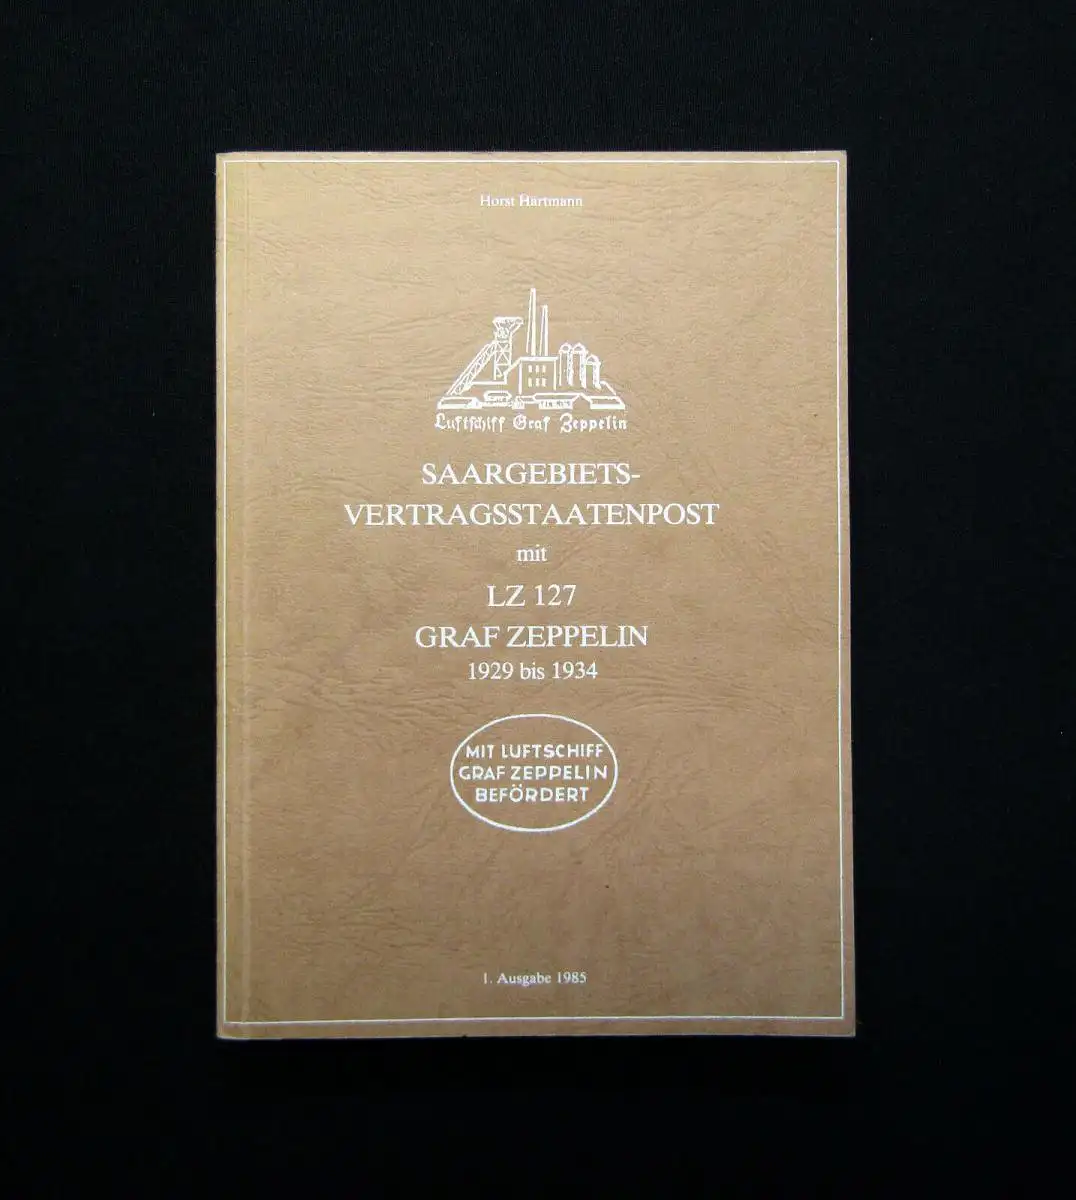 Horst Hartmann
Luftschiff Graf Zeppelin
SAARGEBIETS-
VERTRAGSSTAATENPOST
mit
LZ 127
GRAF ZEPPELIN
1929 bis 1934
MIT LUFTSCHIFF
GRAF ZEPPELIN
BEFÖRDERT
1. Ausgabe 1985